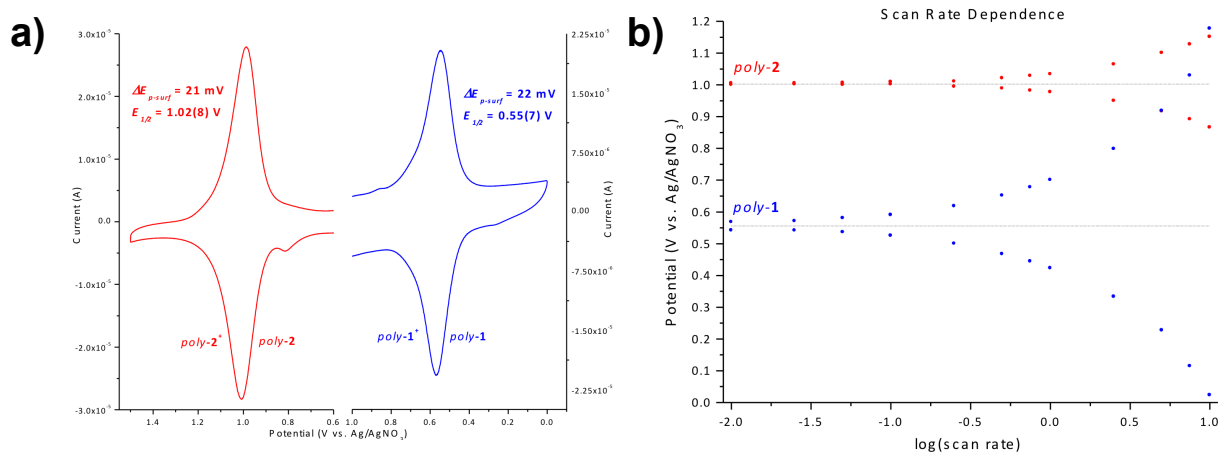 a)
3.0x10⁻⁵
2.0x10⁻⁵
1.0x10⁻⁵
0.0
-1.0x10⁻⁵
-2.0x10⁻⁵
-3.0x10⁻⁵
Current (A)
ΔEp-surf = 21 mV
E1/2 = 1.02(8) V
poly-2⁺ poly-2
ΔEp-surf = 22 mV
E1/2 = 0.55(7) V
poly-1⁺ poly-1
2.25x10⁻⁵
1.50x10⁻⁵
7.50x10⁻⁶
0.00
-7.50x10⁻⁶
-1.50x10⁻⁵
-2.25x10⁻⁵
Current (A)
1.4 1.2 1.0 0.8 0.6 1.0 0.8 0.6 0.4 0.2 0.0
Potential (V vs. Ag/AgNO₃)
b)
Scan Rate Dependence
1.2
1.1
1.0
0.9
0.8
0.7
0.6
0.5
0.4
0.3
0.2
0.1
0.0
Potential (V vs. Ag/AgNO₃)
poly-2
poly-1
-2.0 -1.5 -1.0 -0.5 0.0 0.5 1.0
log(scan rate)